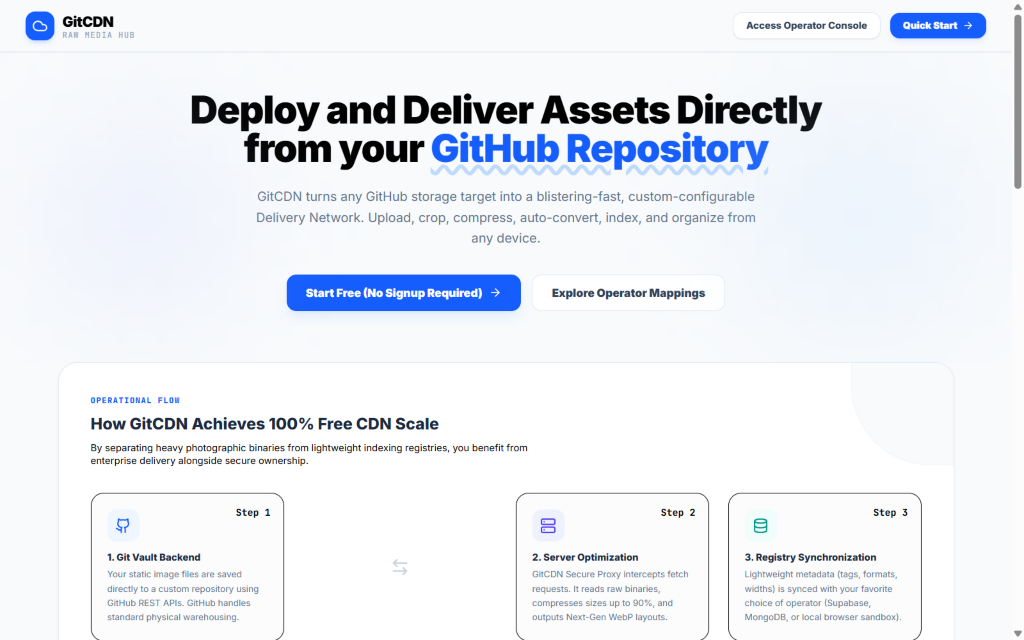 GitCDN
RAW MEDIA HUB
Access Operator Console
Quick Start →
Deploy and Deliver Assets Directly
from your GitHub Repository
GitCDN turns any GitHub storage target into a blistering-fast, custom-configurable
Delivery Network. Upload, crop, compress, auto-convert, index, and organize from
any device.
Start Free (No Signup Required) →
Explore Operator Mappings
OPERATIONAL FLOW
How GitCDN Achieves 100% Free CDN Scale
By separating heavy photographic binaries from lightweight indexing registries, you benefit from
enterprise delivery alongside secure ownership.
Step 1
1. Git Vault Backend
Your static image files are saved
directly to a custom repository using
GitHub REST APIs. GitHub handles
standard physical warehousing.
Step 2
2. Server Optimization
GitCDN Secure Proxy intercepts fetch
requests. It reads raw binaries,
compresses sizes up to 90%, and
outputs Next-Gen WebP layouts.
Step 3
3. Registry Synchronization
Lightweight metadata (tags, formats,
widths) is synced with your favorite
choice of operator (Supabase,
MongoDB, or local browser sandbox).